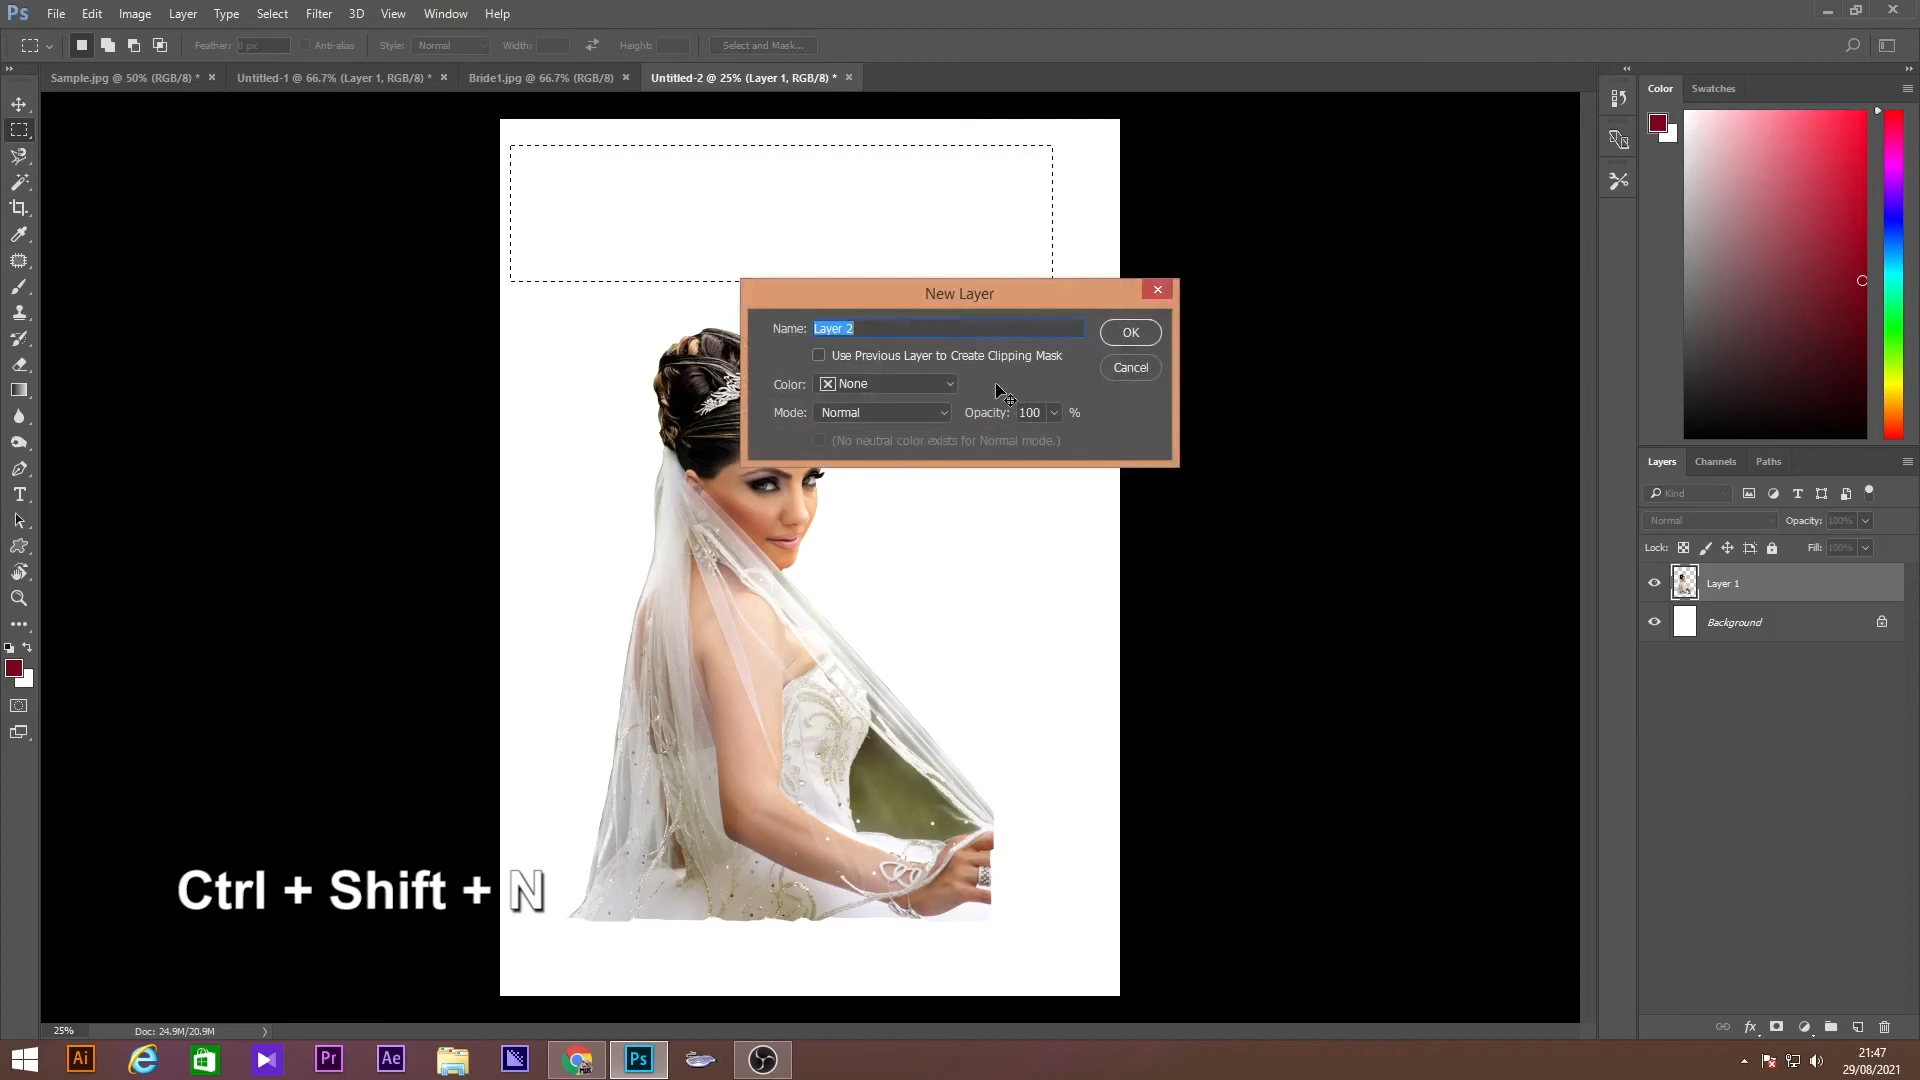 Ps File Edit Image Layer Type Select Filter 3D View Window Help
Feather: 0 px Anti-alias Style: Normal Width: Height: Select and Mask...
Sample.jpg @ 50% (RGB/8) * × Untitled-1 @ 66.7% (Layer 1, RGB/8) * × Bride1.jpg @ 66.7% (RGB/8) × Untitled-2 @ 25% (Layer 1, RGB/8) * ×
Color Swatches
New Layer
Name: Layer 2
OK
Use Previous Layer to Create Clipping Mask
Cancel
Color: None
Mode: Normal Opacity: 100 %
(No neutral color exists for Normal mode.)
Layers Channels Paths
Kind
Normal Opacity: 100%
Lock: Fill: 100%
Layer 1
Background
Ctrl + Shift + N
25% Doc: 24.9M/20.9M
Ai Pr Ae Ps
21:47
29/08/2021